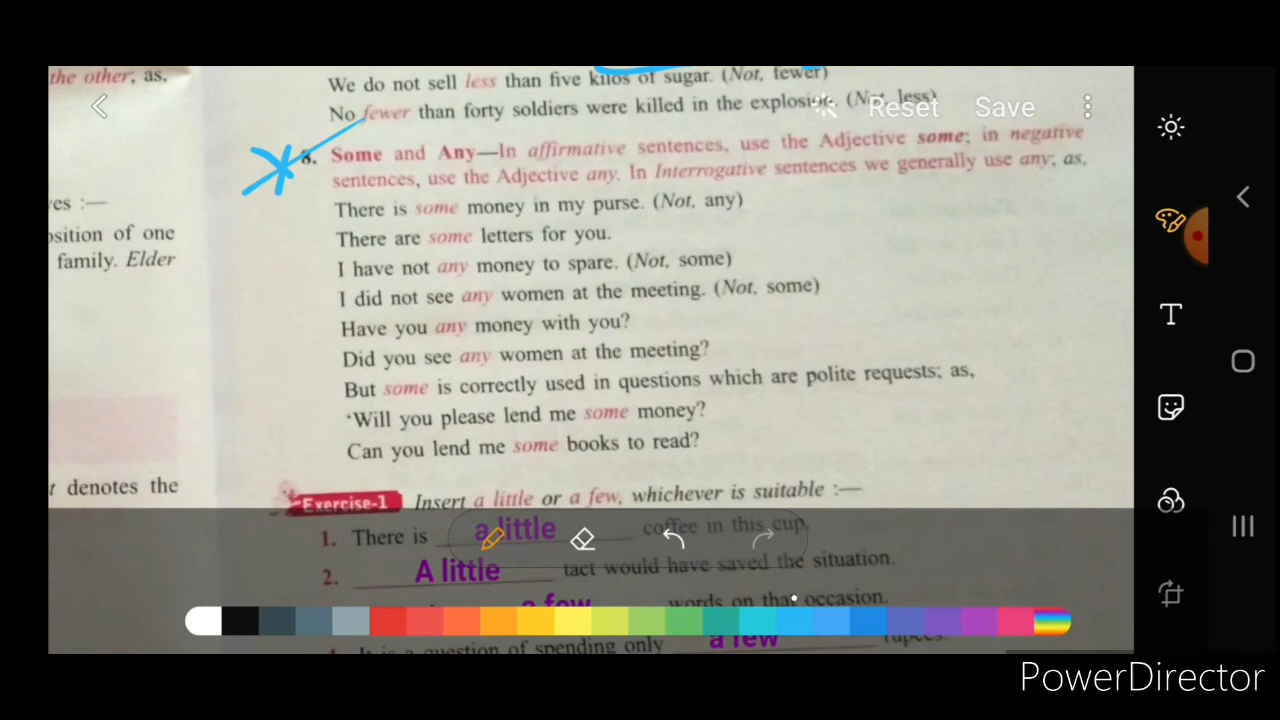 the other; as,
We do not sell less than five kilos of sugar. (Not, fewer)
No fewer than forty soldiers were killed in the explosion. (Not, less)
Reset Save
8. Some and Any—In affirmative sentences, use the Adjective some; in negative
sentences, use the Adjective any. In Interrogative sentences we generally use any; as,
There is some money in my purse. (Not, any)
There are some letters for you.
I have not any money to spare. (Not, some)
I did not see any women at the meeting. (Not, some)
Have you any money with you?
Did you see any women at the meeting?
But some is correctly used in questions which are polite requests; as,
'Will you please lend me some money?
Can you lend me some books to read?
:—
of one
family. Elder
denotes the
Exercise-1 Insert a little or a few, whichever is suitable :—
1. There is a little coffee in this cup.
2. A little tact would have saved the situation.
a few words on that occasion.
It is a question of spending only a few rupees.
T
PowerDirector